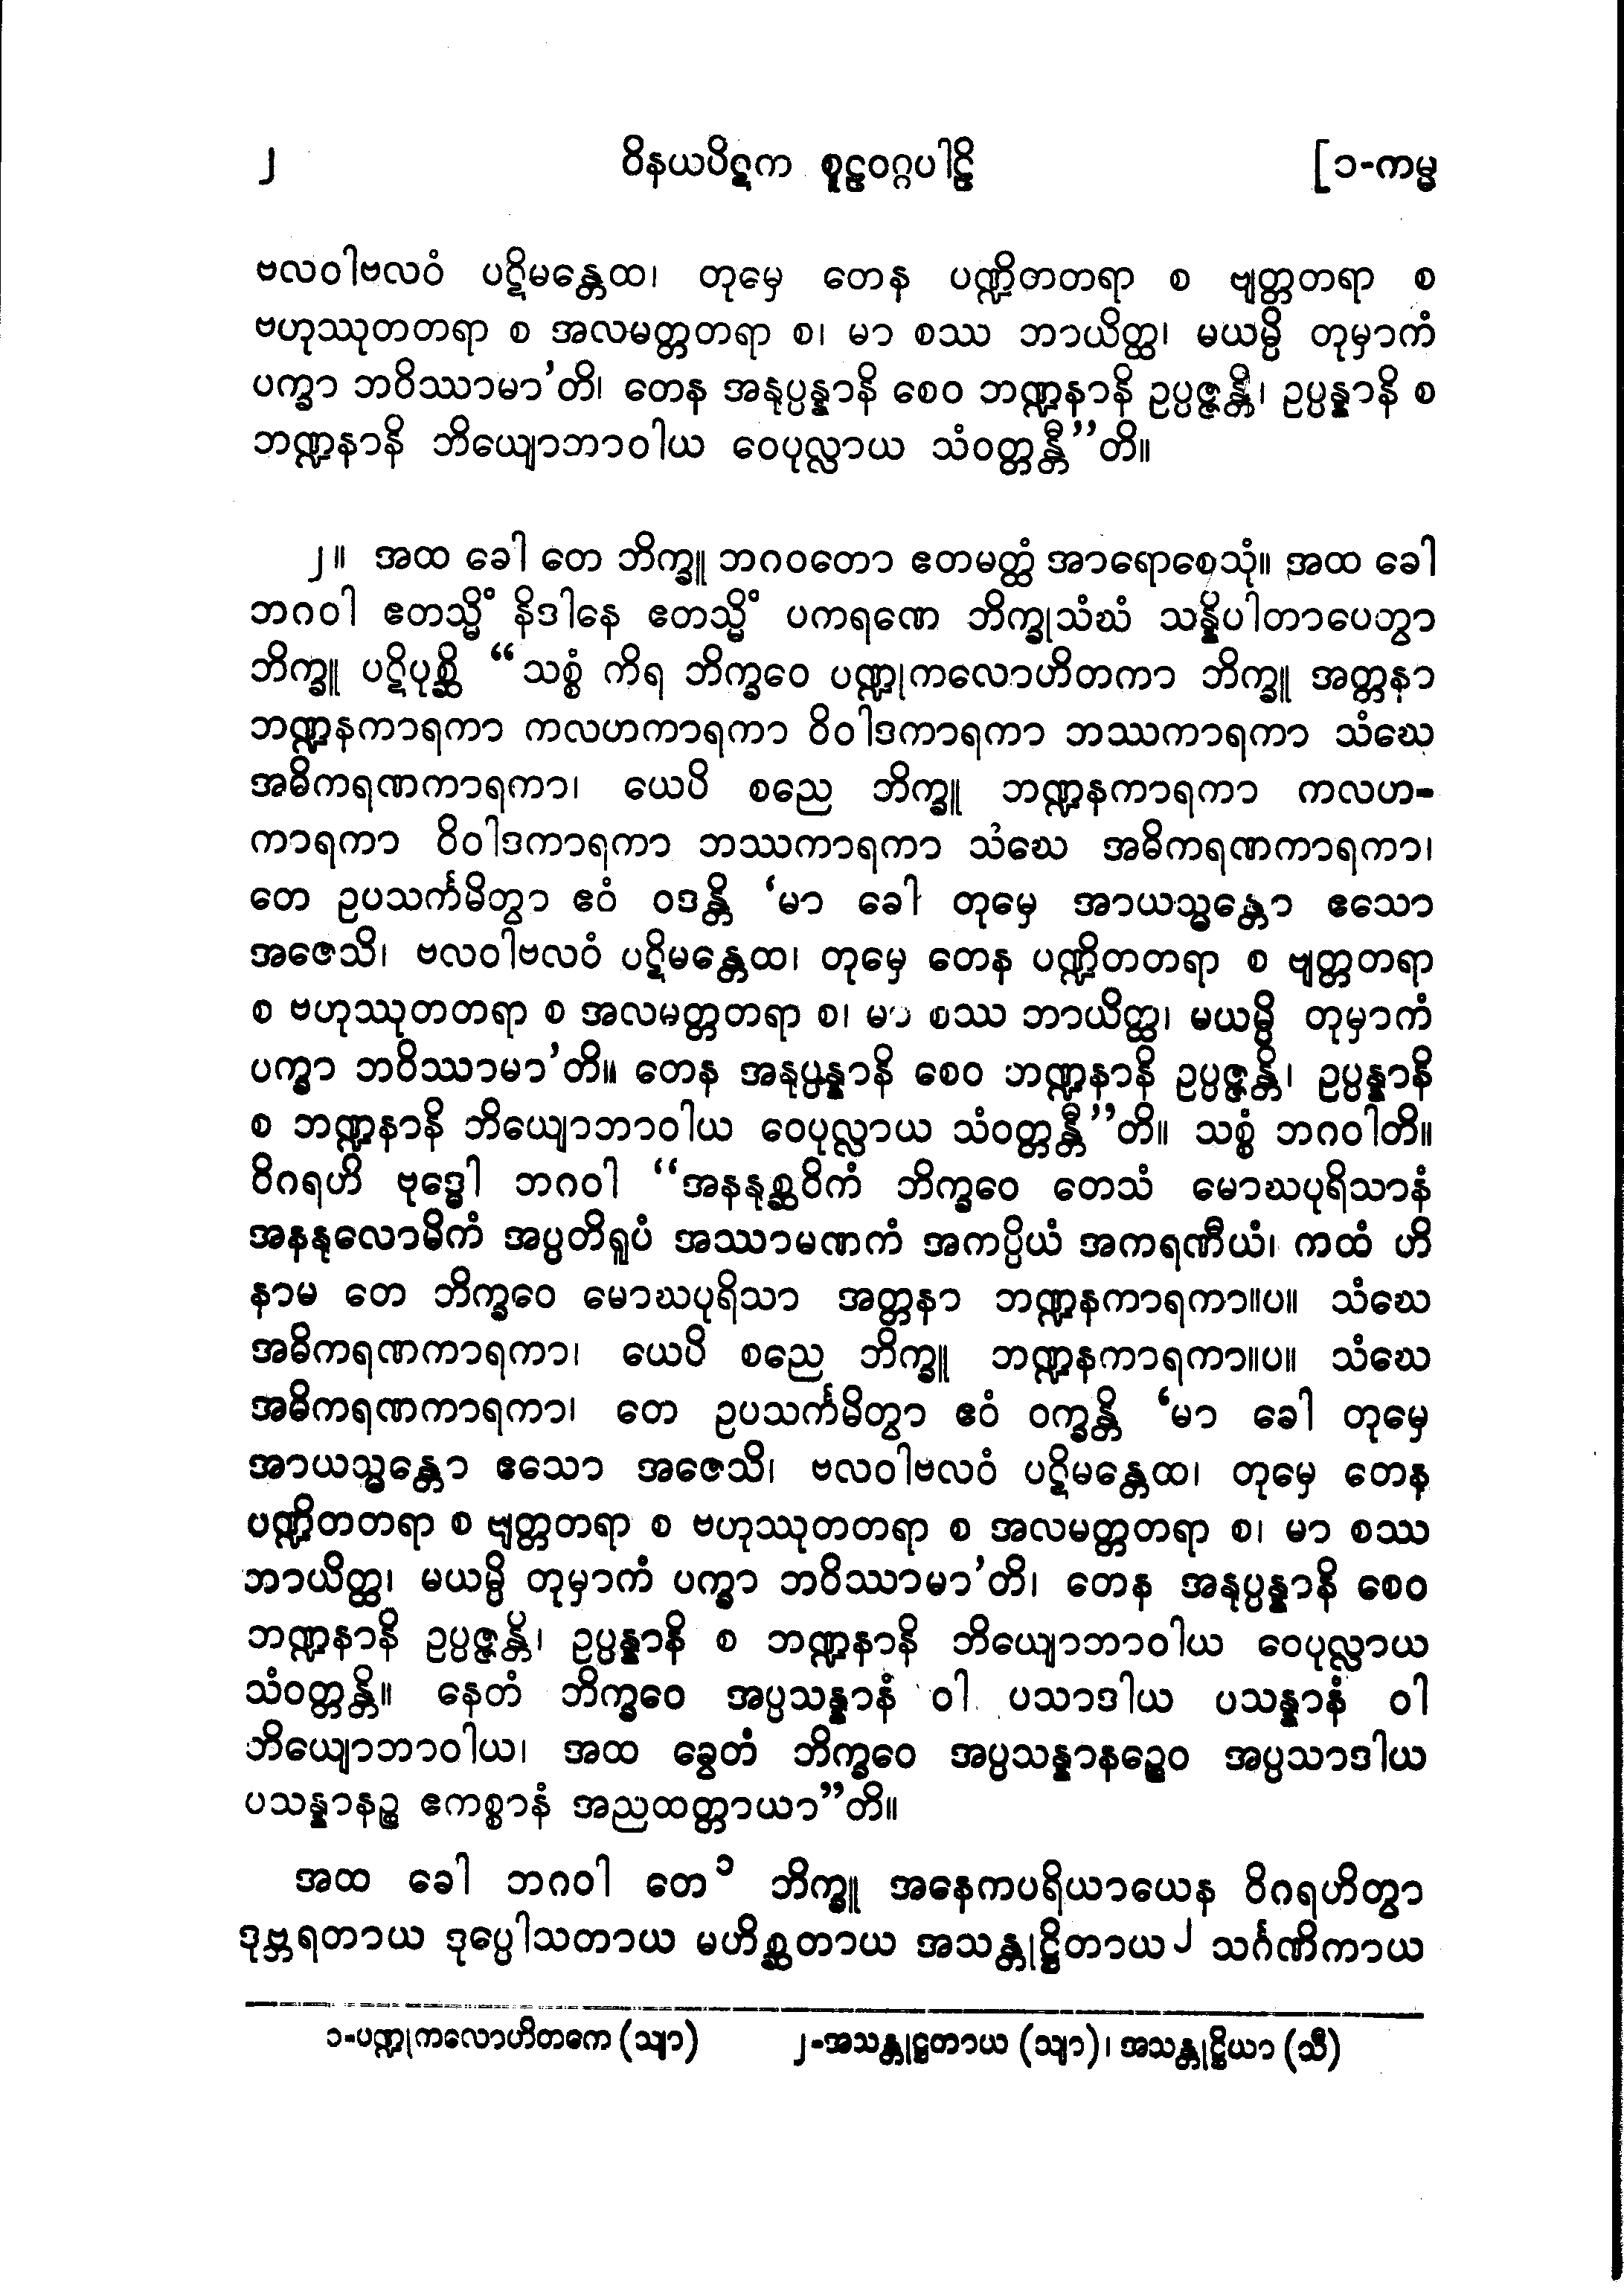 ၂ ဝိနယပိဋက စူဠဝဂ္ဂပါဠိ [၁-ကမ္မ
ဗလဝါဗလဝံ ပဋိမန္တေထ၊ တုမှေ တေန ပဏ္ဍိတတရာ စ ဗျတ္တတရာ စ
ဗဟုဿုတတရာ စ အလမတ္တတရာ စ၊ မာ စဿ ဘာယိတ္ထ၊ မယမ္ပိ တုမှာကံ
ပက္ခာ ဘဝိဿာမာ’တိ၊ တေန အနုပ္ပန္နာနိ စေဝ ဘဏ္ဍနာနိ ဥပ္ပဇ္ဇန္တိ၊ ဥပ္ပန္နာနိ စ
ဘဏ္ဍနာနိ ဘိယျောဘာဝါယ ဝေပုလ္လာယ သံဝတ္တန္တီ”တိ။
၂။ အထ ခေါ တေ ဘိက္ခူ ဘဂဝတော ဧတမတ္ထံ အာရောစေသုံ။ အထ ခေါ
ဘဂဝါ ဧတသ္မိံ နိဒါနေ ဧတသ္မိံ ပကရဏေ ဘိက္ခုသံဃံ သန္နိပါတာပေတွာ
ဘိက္ခူ ပဋိပုစ္ဆိ “သစ္စံ ကိရ ဘိက္ခဝေ ပဏ္ဍုကလောဟိတကာ ဘိက္ခူ အတ္တနာ
ဘဏ္ဍနကာရကာ ကလဟကာရကာ ဝိဝါဒကာရကာ ဘဿကာရကာ သံဃေ
အဓိကရဏကာရကာ၊ ယေပိ စညေ ဘိက္ခူ ဘဏ္ဍနကာရကာ ကလဟ-
ကာရကာ ဝိဝါဒကာရကာ ဘဿကာရကာ သံဃေ အဓိကရဏကာရကာ၊
တေ ဥပသင်္ကမိတွာ ဧဝံ ဝဒန္တိ ‘မာ ခေါ တုမှေ အာယသ္မန္တော ဧသော
အဇေသိ၊ ဗလဝါဗလဝံ ပဋိမန္တေထ၊ တုမှေ တေန ပဏ္ဍိတတရာ စ ဗျတ္တတရာ
စ ဗဟုဿုတတရာ စ အလမတ္တတရာ စ၊ မာ စဿ ဘာယိတ္ထ၊ မယမ္ပိ တုမှာကံ
ပက္ခာ ဘဝိဿာမာ’တိ။ တေန အနုပ္ပန္နာနိ စေဝ ဘဏ္ဍနာနိ ဥပ္ပဇ္ဇန္တိ၊ ဥပ္ပန္နာနိ
စ ဘဏ္ဍနာနိ ဘိယျောဘာဝါယ ဝေပုလ္လာယ သံဝတ္တန္တီ”တိ။ သစ္စံ ဘဂဝါတိ။
ဝိဂရဟိ ဗုဒ္ဓေါ ဘဂဝါ “အနနုစ္ဆဝိကံ ဘိက္ခဝေ တေသံ မောဃပုရိသာနံ
အနနုလောမိကံ အပ္ပတိရူပံ အဿာမဏကံ အကပ္ပိယံ အကရဏီယံ၊ ကထံ ဟိ
နာမ တေ ဘိက္ခဝေ မောဃပုရိသာ အတ္တနာ ဘဏ္ဍနကာရကာ။ပ။ သံဃေ
အဓိကရဏကာရကာ၊ ယေပိ စညေ ဘိက္ခူ ဘဏ္ဍနကာရကာ။ပ။ သံဃေ
အဓိကရဏကာရကာ၊ တေ ဥပသင်္ကမိတွာ ဧဝံ ဝက္ခန္တိ ‘မာ ခေါ တုမှေ
အာယသ္မန္တော ဧသော အဇေသိ၊ ဗလဝါဗလဝံ ပဋိမန္တေထ၊ တုမှေ တေန
ပဏ္ဍိတတရာ စ ဗျတ္တတရာ စ ဗဟုဿုတတရာ စ အလမတ္တတရာ စ၊ မာ စဿ
ဘာယိတ္ထ၊ မယမ္ပိ တုမှာကံ ပက္ခာ ဘဝိဿာမာ’တိ၊ တေန အနုပ္ပန္နာနိ စေဝ
ဘဏ္ဍနာနိ ဥပ္ပဇ္ဇန္တိ၊ ဥပ္ပန္နာနိ စ ဘဏ္ဍနာနိ ဘိယျောဘာဝါယ ဝေပုလ္လာယ
သံဝတ္တန္တိ။ နေတံ ဘိက္ခဝေ အပ္ပသန္နာနံ ဝါ ပသာဒါယ ပသန္နာနံ ဝါ
ဘိယျောဘာဝါယ၊ အထ ခွေတံ ဘိက္ခဝေ အပ္ပသန္နာနဉ္စေဝ အပ္ပသာဒါယ
ပသန္နာနဉ္စ ဧကစ္စာနံ အညထတ္တာယာ”တိ။
အထ ခေါ ဘဂဝါ တေ၁ ဘိက္ခူ အနေကပရိယာယေန ဝိဂရဟိတွာ
ဒုဗ္ဘရတာယ ဒုပ္ပေါသတာယ မဟိစ္ဆတာယ အသန္တုဋ္ဌိတာယ၂ သင်္ဂဏိကာယ
၁-ပဏ္ဍုကလောဟိတကေ (သျာ) ၂-အသန္တုဋ္ဌတာယ (သျာ)၊ အသန္တုဋ္ဌိယာ (သီ)